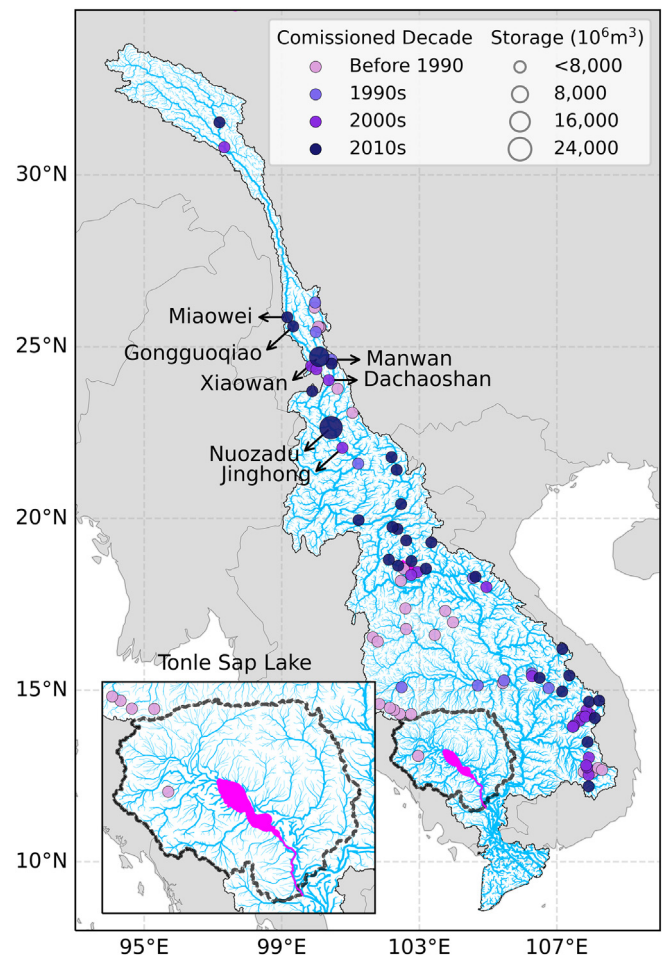 Comissioned Decade
Storage (10⁶m³)
Before 1990
<8,000
1990s
8,000
2000s
16,000
2010s
24,000
30°N
Miaowei
25°N
Gongguoqiao
Manwan
Xiaowan
Dachaoshan
Nuozadu
Jinghong
20°N
Tonle Sap Lake
15°N
10°N
95°E
99°E
103°E
107°E